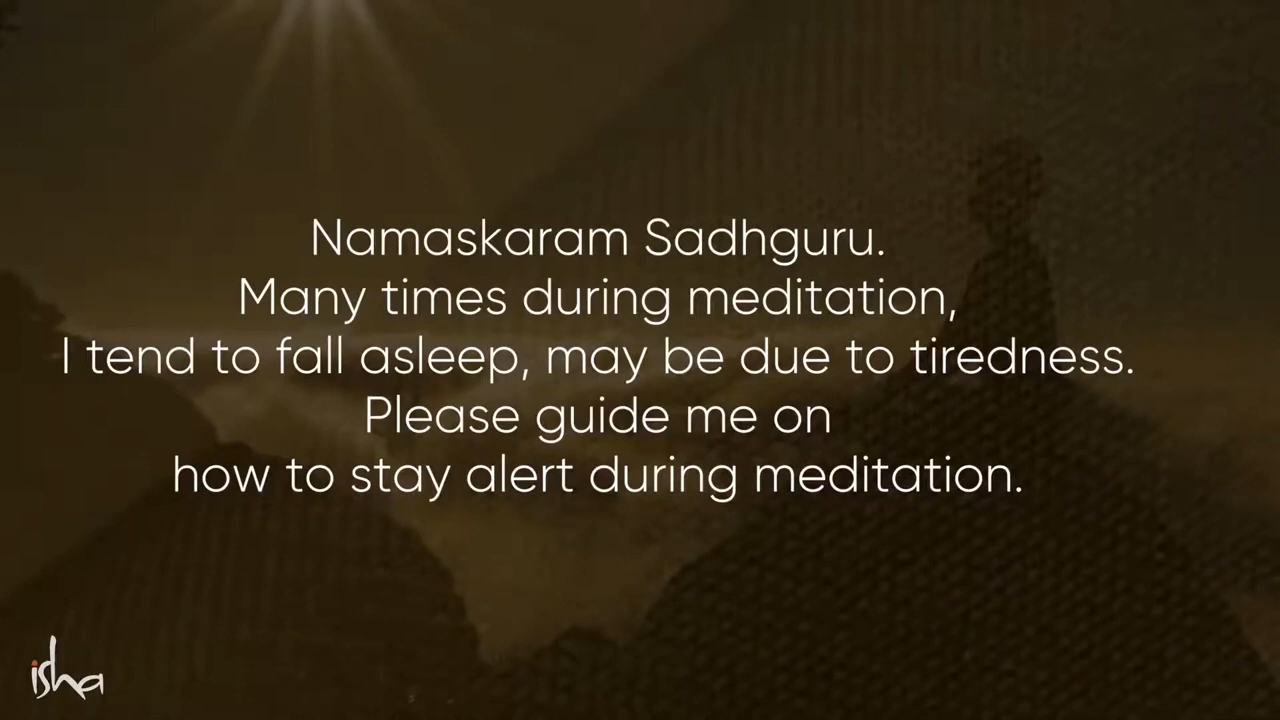 Namaskaram Sadhguru.
Many times during meditation,
I tend to fall asleep, may be due to tiredness.
Please guide me on
how to stay alert during meditation.
isha